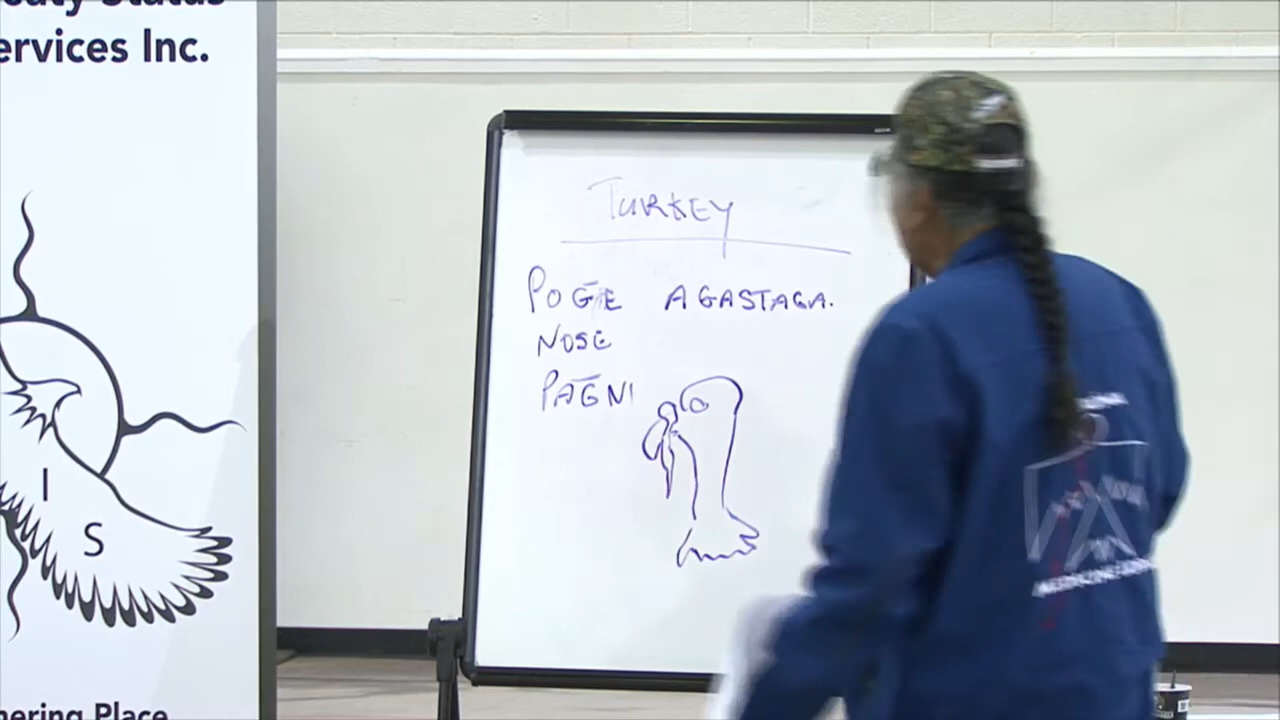 ervices Inc.
I
S
hering Place
TURKEY
POGE AGASTAGA.
NOSE
PAGNI